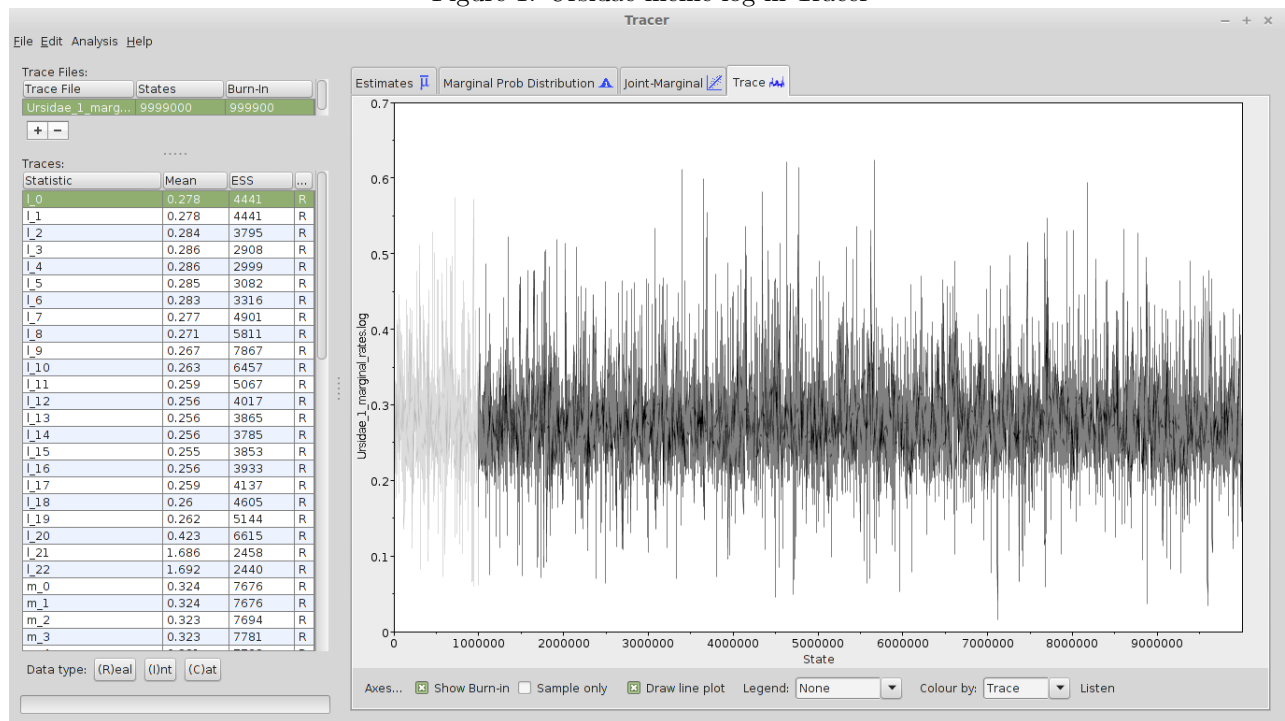 Figure 1: Ursidae mcmc log in Tracer
Tracer
File Edit Analysis Help
Trace Files:
Trace File States Burn-In
Ursidae_1_marg... 9999000 999900
+ −
Traces:
Statistic Mean ESS ...
l_0 0.278 4441 R
l_1 0.278 4441 R
l_2 0.284 3795 R
l_3 0.286 2908 R
l_4 0.286 2999 R
l_5 0.285 3082 R
l_6 0.283 3316 R
l_7 0.277 4901 R
l_8 0.271 5811 R
l_9 0.267 7867 R
l_10 0.263 6457 R
l_11 0.259 5067 R
l_12 0.256 4017 R
l_13 0.256 3865 R
l_14 0.256 3785 R
l_15 0.255 3853 R
l_16 0.256 3933 R
l_17 0.259 4137 R
l_18 0.26 4605 R
l_19 0.262 5144 R
l_20 0.423 6615 R
l_21 1.686 2458 R
l_22 1.692 2440 R
m_0 0.324 7676 R
m_1 0.324 7676 R
m_2 0.323 7694 R
m_3 0.323 7781 R
Data type: (R)eal (I)nt (C)at
Estimates μ Marginal Prob Distribution Joint-Marginal Trace
0.7
0.6
0.5
0.4
0.3
0.2
0.1
0
Ursidae_1_marginal_rates.log
0 1000000 2000000 3000000 4000000 5000000 6000000 7000000 8000000 9000000
State
Axes... Show Burn-in Sample only Draw line plot Legend: None Colour by: Trace Listen